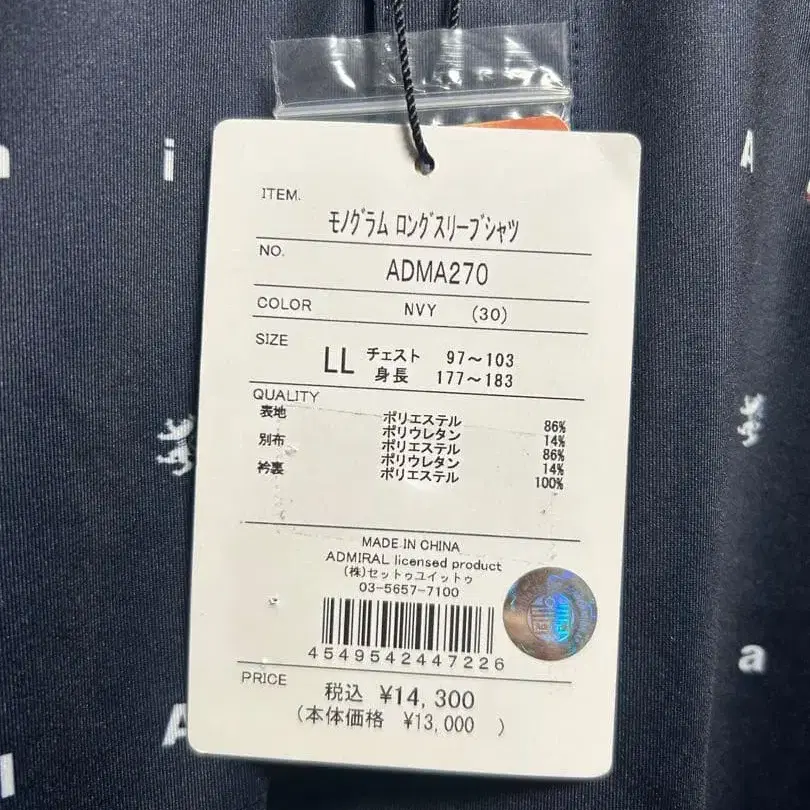 ITEM.
ﾓﾉｸﾞﾗﾑ ﾛﾝｸﾞｽﾘｰﾌﾞｼｬﾂ
NO.
ADMA270
COLOR NVY (30)
SIZE
LL チェスト 97〜103
身長 177〜183
QUALITY
表地 ポリエステル 86%
ポリウレタン 14%
別布 ポリエステル 86%
ポリウレタン 14%
衿裏 ポリエステル 100%
MADE IN CHINA
ADMIRAL licensed product
(株)セットゥユイットゥ
03-5657-7100
4549542447226
PRICE
税込 ¥14,300
(本体価格 ¥13,000 )
i
A
a
A
l